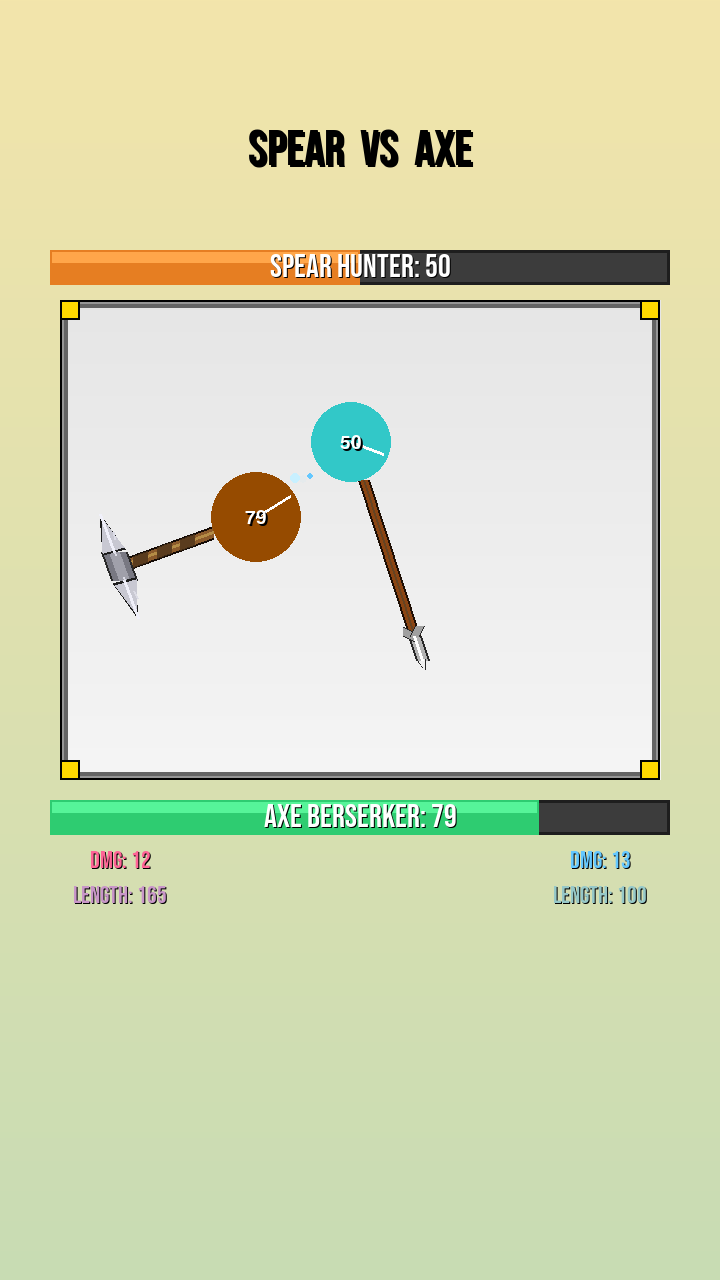 SPEAR VS AXE
SPEAR HUNTER: 50
50
79
AXE BERSERKER: 79
DMG: 12
DMG: 13
LENGTH: 165
LENGTH: 100